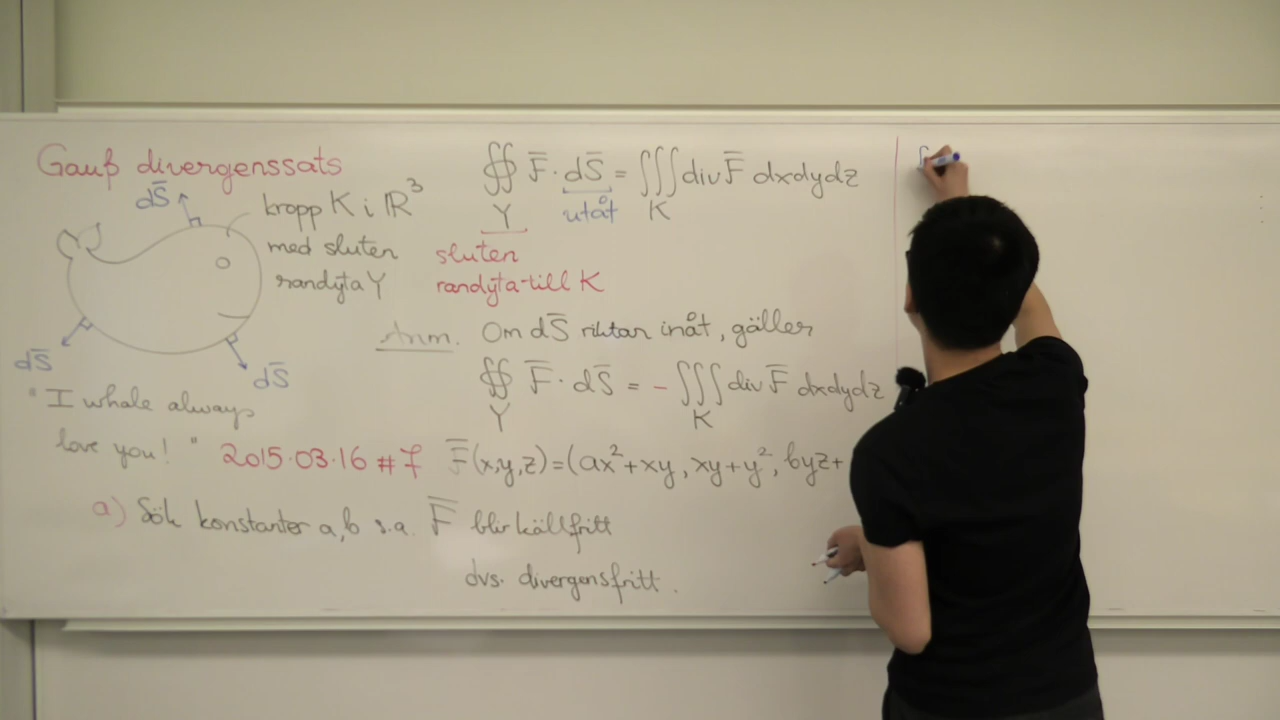 Gauß divergenssats
dS̄
kropp K i ℝ³
med sluten
randyta Y
dS̄
dS̄
"I whale always
love you!"
∯ F̄ · dS̄ = ∭ div F̄ dxdydz
Y utåt K
sluten
randyta till K
Anm. Om dS̄ riktar inåt, gäller
∯ F̄ · dS̄ = - ∭ div F̄ dxdydz
Y K
2015.03.16 #7 F̄(x,y,z)=(ax²+xy, xy+y², byz+
a) Sök konstanter a,b s.a. F̄ blir källfritt
dvs. divergensfritt.